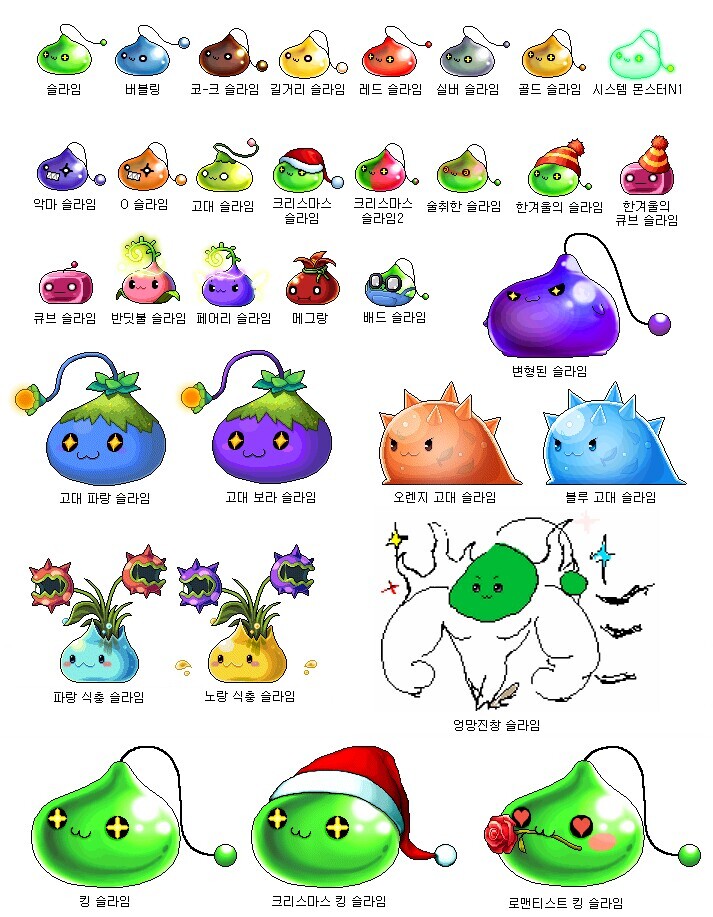 슬라임 버블링 코-크 슬라임 길거리 슬라임 레드 슬라임 실버 슬라임 골드 슬라임 시스템 몬스터N1
악마 슬라임 O 슬라임 고대 슬라임 크리스마스 슬라임 크리스마스 슬라임2 술취한 슬라임 한겨울의 슬라임 한겨울의 큐브 슬라임
큐브 슬라임 반딧불 슬라임 페어리 슬라임 메그랑 배드 슬라임
변형된 슬라임
고대 파랑 슬라임 고대 보라 슬라임 오렌지 고대 슬라임 블루 고대 슬라임
파랑 식충 슬라임 노랑 식충 슬라임
엉망진창 슬라임
킹 슬라임 크리스마스 킹 슬라임 로맨티스트 킹 슬라임